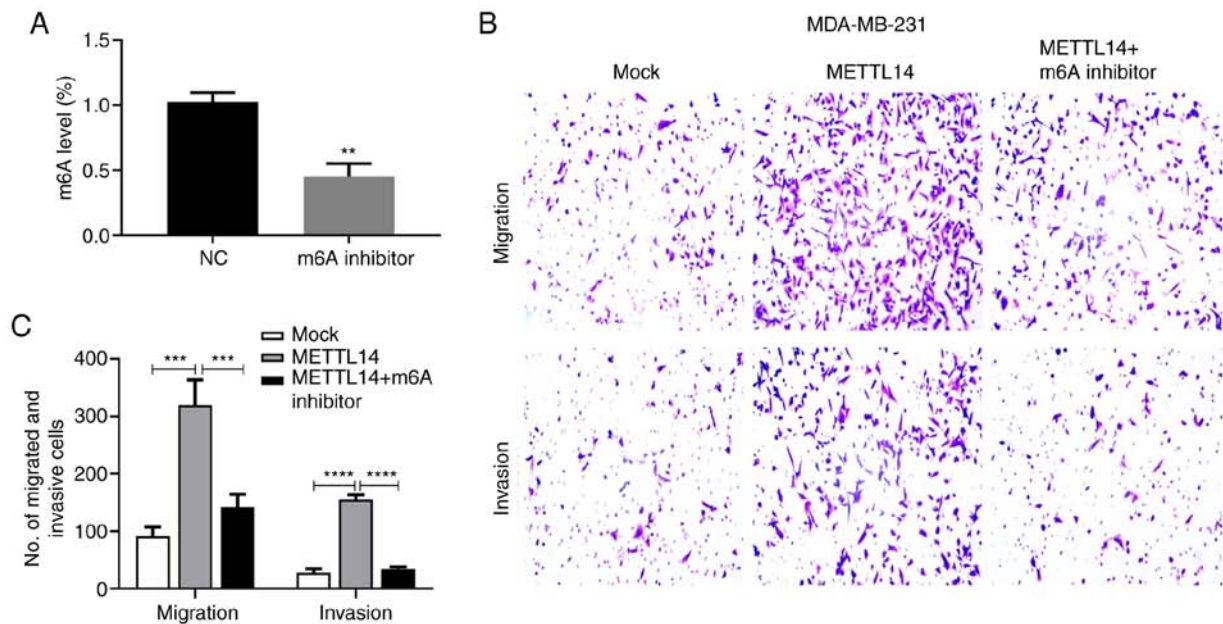 A
m6A level (%)
1.5
1.0
0.5
0.0
**
NC
m6A inhibitor
B
MDA-MB-231
Mock
METTL14
METTL14+
m6A inhibitor
Migration
Invasion
C
Mock
METTL14
METTL14+m6A
inhibitor
No. of migrated and
invasive cells
400
300
200
100
0
*** ***
**** ****
Migration
Invasion